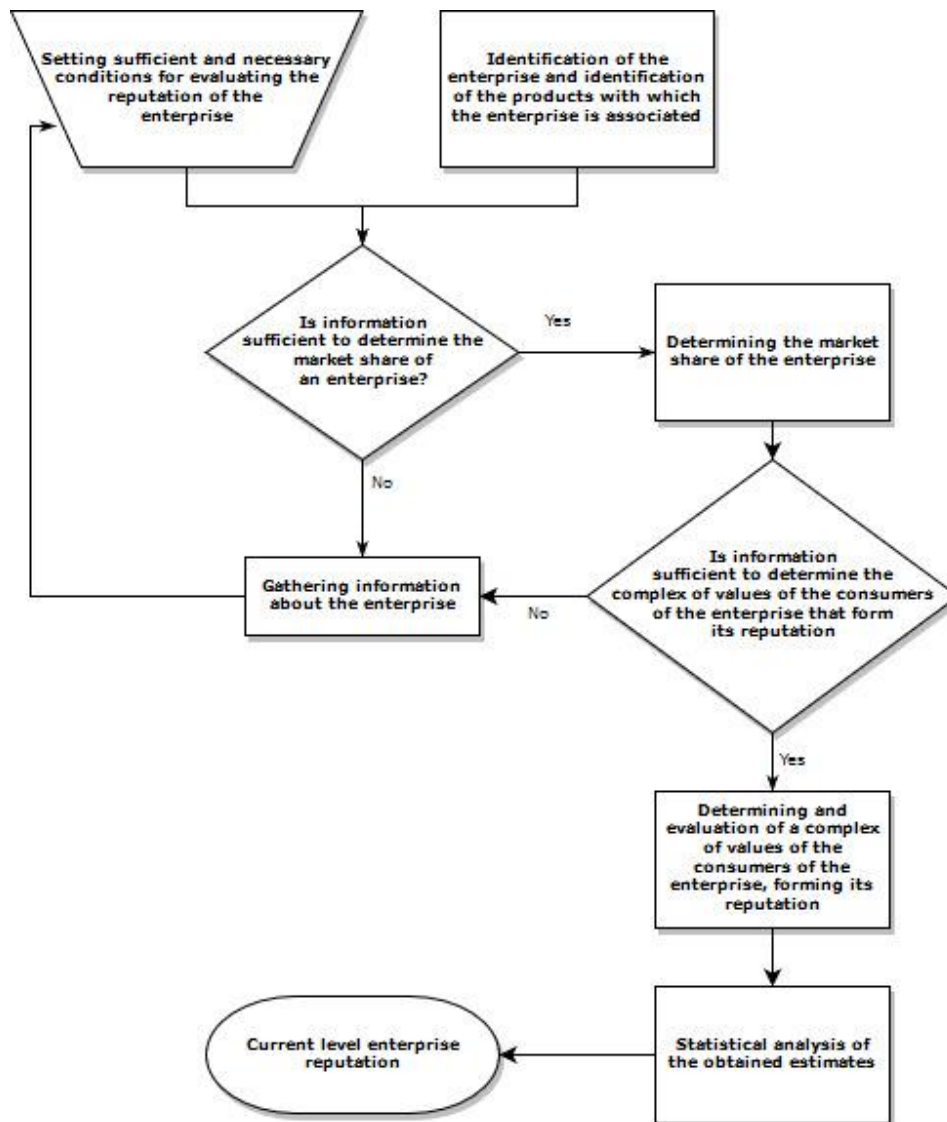 Setting sufficient and necessary
conditions for evaluating the
reputation of the
enterprise
Identification of the
enterprise and identification
of the products with which
the enterprise is associated
Is information
sufficient to determine the
market share of
an enterprise?
Yes
Determining the market
share of the enterprise
No
Gathering information
about the enterprise
No
Is information
sufficient to determine the
complex of values of the consumers
of the enterprise that form
its reputation
Yes
Determining and
evaluation of a complex
of values of the
consumers of the
enterprise, forming its
reputation
Statistical analysis of
the obtained estimates
Current level enterprise
reputation